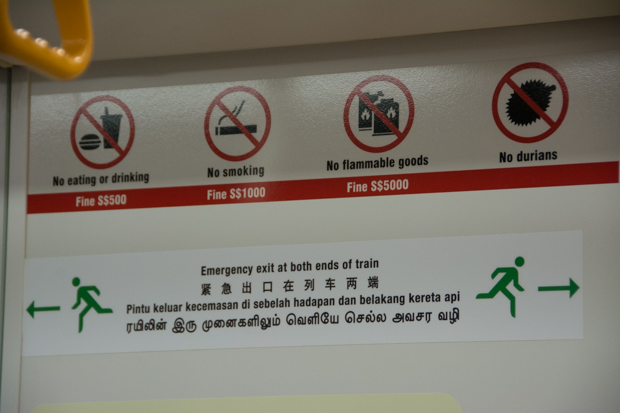 No eating or drinking
No smoking
No flammable goods
No durians
Fine S$500
Fine S$1000
Fine S$5000
Emergency exit at both ends of train
紧急出口在列车两端
Pintu keluar kecemasan di sebelah hadapan dan belakang kereta api
ரயிலின் இரு முனைகளிலும் வெளியே செல்ல அவசர வழி